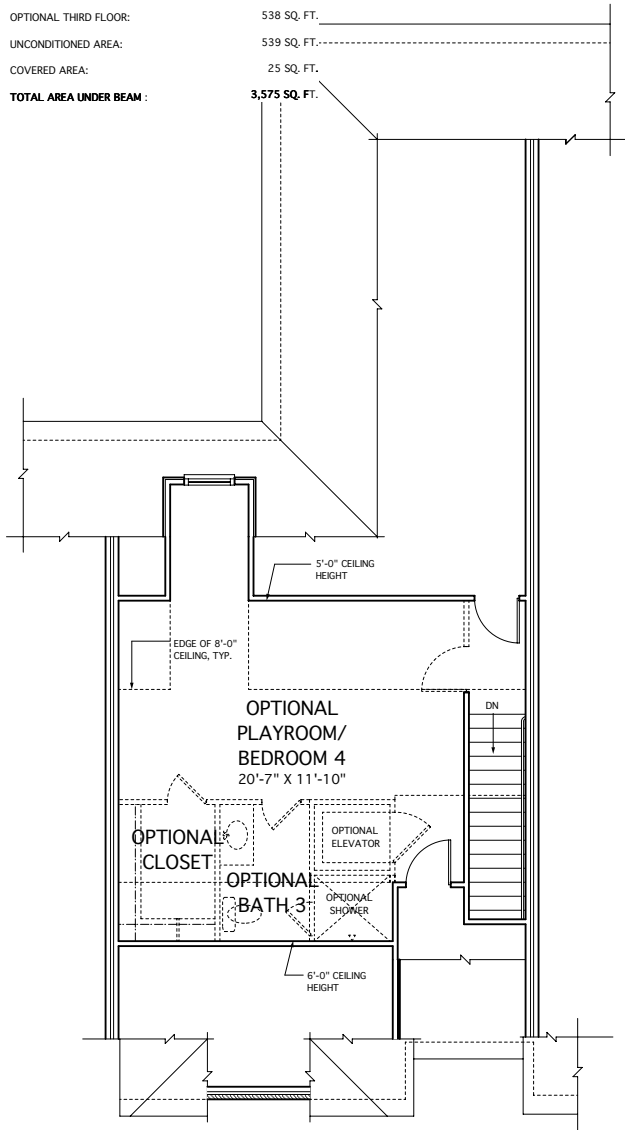 OPTIONAL THIRD FLOOR: 538 SQ. FT.
UNCONDITIONED AREA: 539 SQ. FT.
COVERED AREA: 25 SQ. FT.
TOTAL AREA UNDER BEAM : 3,575 SQ. FT.
5'-0" CEILING
HEIGHT
EDGE OF 8'-0"
CEILING, TYP.
DN
OPTIONAL
PLAYROOM/
BEDROOM 4
20'-7" X 11'-10"
OPTIONAL
CLOSET
OPTIONAL
ELEVATOR
OPTIONAL
BATH 3
OPTIONAL
SHOWER
6'-0" CEILING
HEIGHT